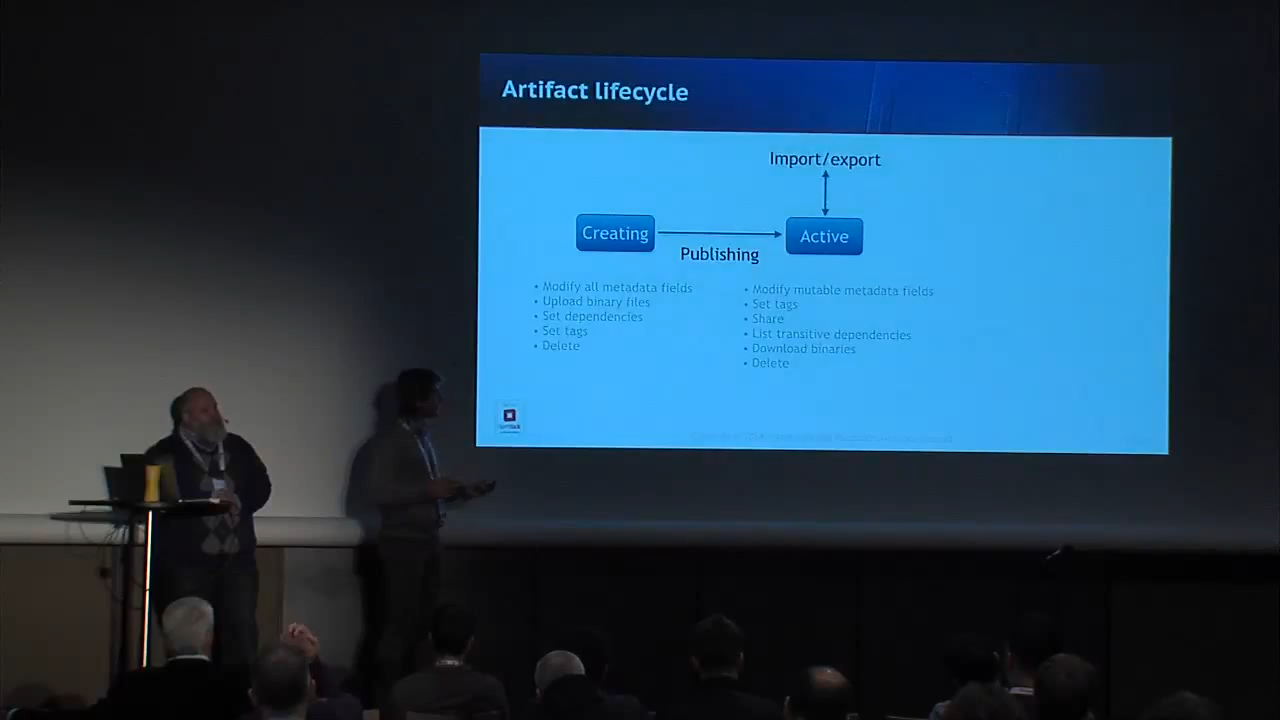 Artifact lifecycle
Import/export
Creating
Active
Publishing
• Modify all metadata fields
• Upload binary files
• Set dependencies
• Set tags
• Delete
• Modify mutable metadata fields
• Set tags
• Share
• List transitive dependencies
• Download binaries
• Delete